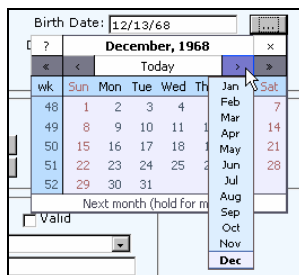 Birth Date: 12/13/68 ...
? December, 1968 ×
« ‹ Today › »
wk Sun Mon Tue Wed Th Sat
48 1 2 3 4 7
49 8 9 10 11 14
50 15 16 17 18 21
51 22 23 24 25 28
52 29 30 31
Next month (hold for m
Jan
Feb
Mar
Apr
May
Jun
Jul
Aug
Sep
Oct
Nov
Dec
Valid